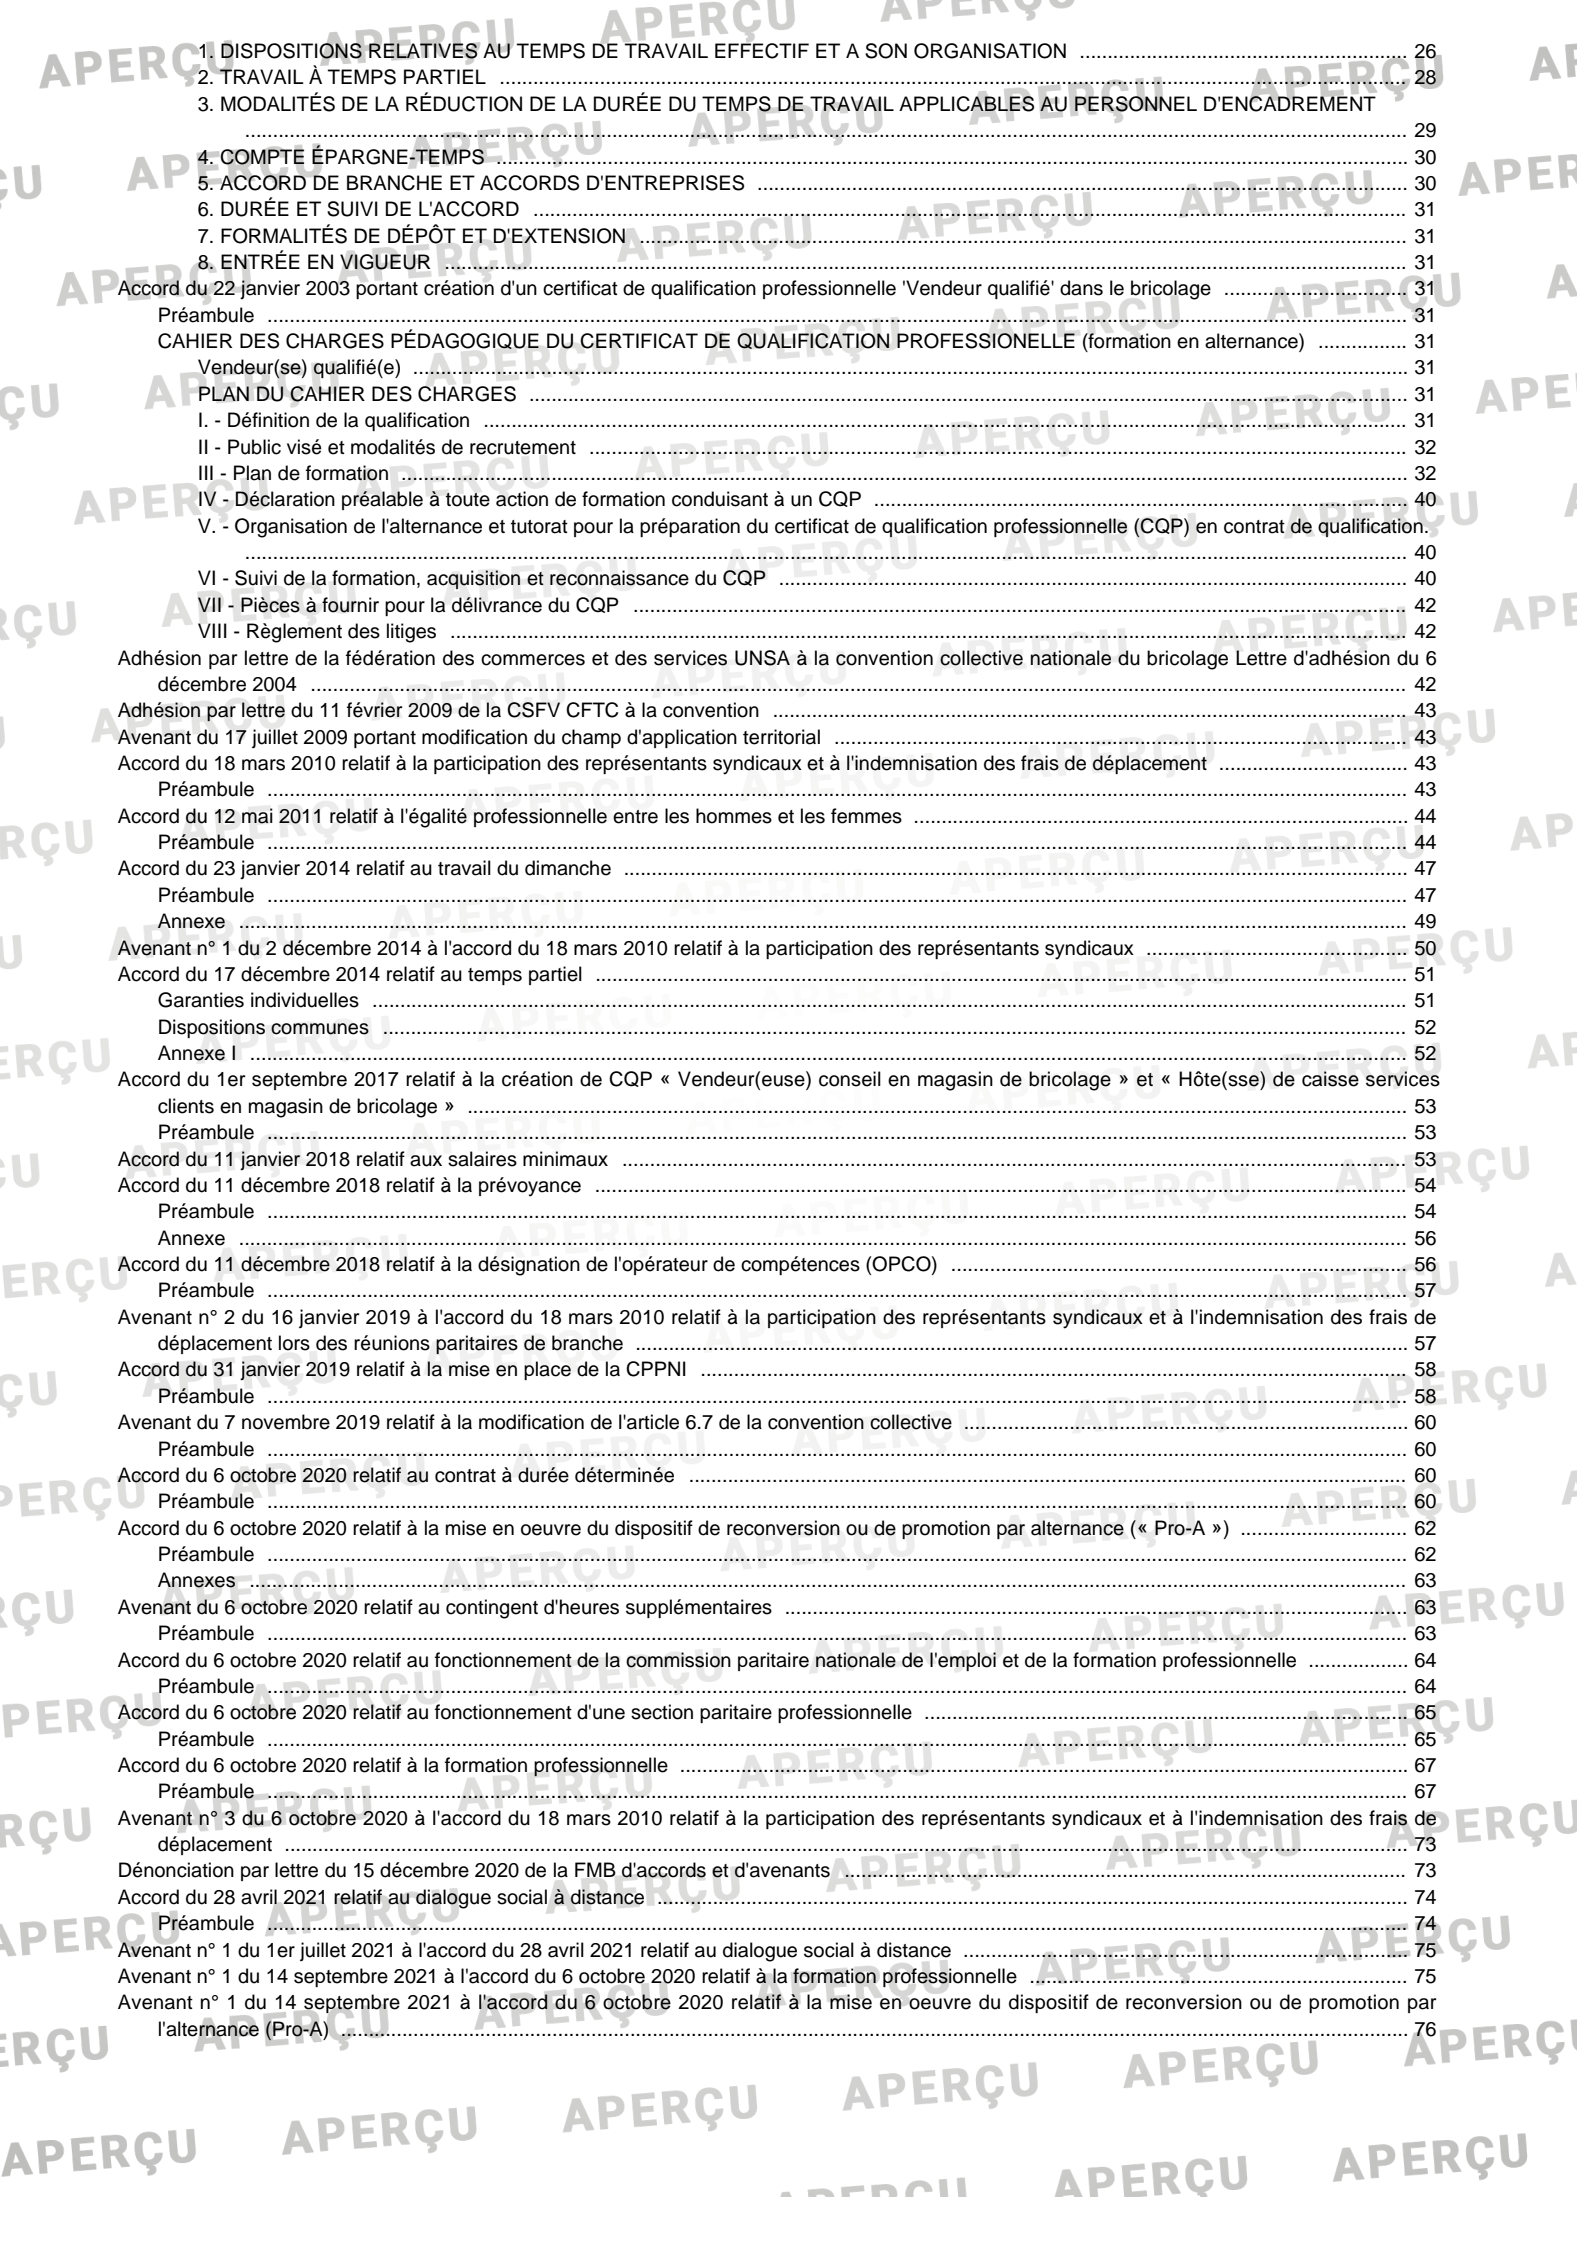 1. DISPOSITIONS RELATIVES AU TEMPS DE TRAVAIL EFFECTIF ET A SON ORGANISATION ........ 26
2. TRAVAIL À TEMPS PARTIEL ........ 28
3. MODALITÉS DE LA RÉDUCTION DE LA DURÉE DU TEMPS DE TRAVAIL APPLICABLES AU PERSONNEL D'ENCADREMENT
........ 29
4. COMPTE ÉPARGNE-TEMPS ........ 30
5. ACCORD DE BRANCHE ET ACCORDS D'ENTREPRISES ........ 30
6. DURÉE ET SUIVI DE L'ACCORD ........ 31
7. FORMALITÉS DE DÉPÔT ET D'EXTENSION ........ 31
8. ENTRÉE EN VIGUEUR ........ 31
Accord du 22 janvier 2003 portant création d'un certificat de qualification professionnelle 'Vendeur qualifié' dans le bricolage ........ 31
Préambule ........ 31
CAHIER DES CHARGES PÉDAGOGIQUE DU CERTIFICAT DE QUALIFICATION PROFESSIONELLE (formation en alternance) ........ 31
Vendeur(se) qualifié(e) ........ 31
PLAN DU CAHIER DES CHARGES ........ 31
I. - Définition de la qualification ........ 31
II - Public visé et modalités de recrutement ........ 32
III - Plan de formation ........ 32
IV - Déclaration préalable à toute action de formation conduisant à un CQP ........ 40
V. - Organisation de l'alternance et tutorat pour la préparation du certificat de qualification professionnelle (CQP) en contrat de qualification.
........ 40
VI - Suivi de la formation, acquisition et reconnaissance du CQP ........ 40
VII - Pièces à fournir pour la délivrance du CQP ........ 42
VIII - Règlement des litiges ........ 42
Adhésion par lettre de la fédération des commerces et des services UNSA à la convention collective nationale du bricolage Lettre d'adhésion du 6
décembre 2004 ........ 42
Adhésion par lettre du 11 février 2009 de la CSFV CFTC à la convention ........ 43
Avenant du 17 juillet 2009 portant modification du champ d'application territorial ........ 43
Accord du 18 mars 2010 relatif à la participation des représentants syndicaux et à l'indemnisation des frais de déplacement ........ 43
Préambule ........ 43
Accord du 12 mai 2011 relatif à l'égalité professionnelle entre les hommes et les femmes ........ 44
Préambule ........ 44
Accord du 23 janvier 2014 relatif au travail du dimanche ........ 47
Préambule ........ 47
Annexe ........ 49
Avenant n° 1 du 2 décembre 2014 à l'accord du 18 mars 2010 relatif à la participation des représentants syndicaux ........ 50
Accord du 17 décembre 2014 relatif au temps partiel ........ 51
Garanties individuelles ........ 51
Dispositions communes ........ 52
Annexe I ........ 52
Accord du 1er septembre 2017 relatif à la création de CQP « Vendeur(euse) conseil en magasin de bricolage » et « Hôte(sse) de caisse services
clients en magasin de bricolage » ........ 53
Préambule ........ 53
Accord du 11 janvier 2018 relatif aux salaires minimaux ........ 53
Accord du 11 décembre 2018 relatif à la prévoyance ........ 54
Préambule ........ 54
Annexe ........ 56
Accord du 11 décembre 2018 relatif à la désignation de l'opérateur de compétences (OPCO) ........ 56
Préambule ........ 57
Avenant n° 2 du 16 janvier 2019 à l'accord du 18 mars 2010 relatif à la participation des représentants syndicaux et à l'indemnisation des frais de
déplacement lors des réunions paritaires de branche ........ 57
Accord du 31 janvier 2019 relatif à la mise en place de la CPPNI ........ 58
Préambule ........ 58
Avenant du 7 novembre 2019 relatif à la modification de l'article 6.7 de la convention collective ........ 60
Préambule ........ 60
Accord du 6 octobre 2020 relatif au contrat à durée déterminée ........ 60
Préambule ........ 60
Accord du 6 octobre 2020 relatif à la mise en oeuvre du dispositif de reconversion ou de promotion par alternance (« Pro-A ») ........ 62
Préambule ........ 62
Annexes ........ 63
Avenant du 6 octobre 2020 relatif au contingent d'heures supplémentaires ........ 63
Préambule ........ 63
Accord du 6 octobre 2020 relatif au fonctionnement de la commission paritaire nationale de l'emploi et de la formation professionnelle ........ 64
Préambule ........ 64
Accord du 6 octobre 2020 relatif au fonctionnement d'une section paritaire professionnelle ........ 65
Préambule ........ 65
Accord du 6 octobre 2020 relatif à la formation professionnelle ........ 67
Préambule ........ 67
Avenant n° 3 du 6 octobre 2020 à l'accord du 18 mars 2010 relatif à la participation des représentants syndicaux et à l'indemnisation des frais de
déplacement ........ 73
Dénonciation par lettre du 15 décembre 2020 de la FMB d'accords et d'avenants ........ 73
Accord du 28 avril 2021 relatif au dialogue social à distance ........ 74
Préambule ........ 74
Avenant n° 1 du 1er juillet 2021 à l'accord du 28 avril 2021 relatif au dialogue social à distance ........ 75
Avenant n° 1 du 14 septembre 2021 à l'accord du 6 octobre 2020 relatif à la formation professionnelle ........ 75
Avenant n° 1 du 14 septembre 2021 à l'accord du 6 octobre 2020 relatif à la mise en oeuvre du dispositif de reconversion ou de promotion par
l'alternance (Pro-A) ........ 76
APERÇU